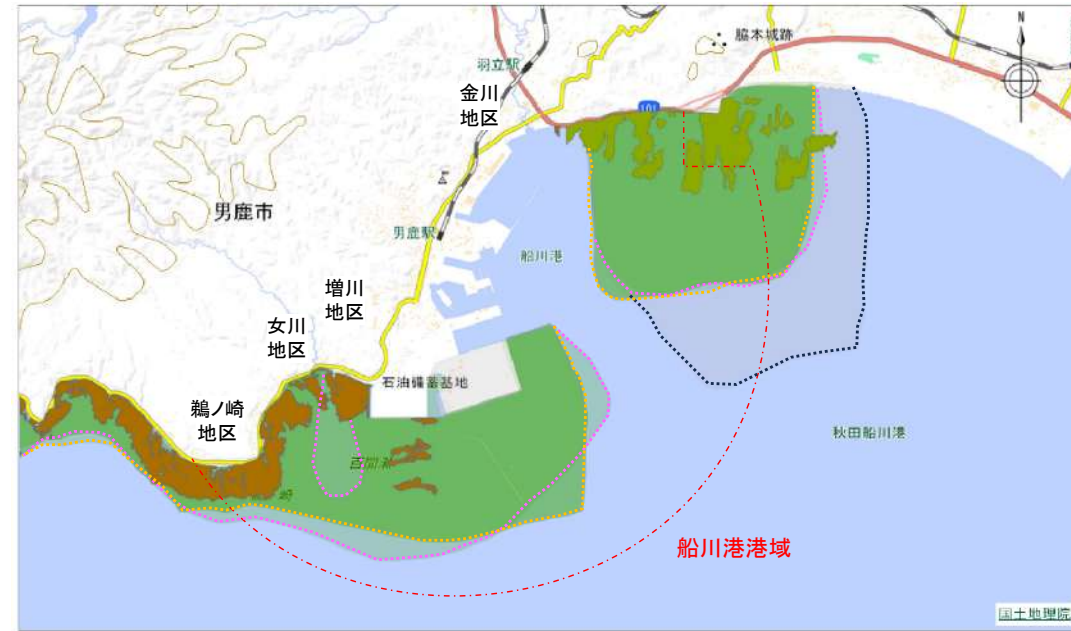 N
脇本城跡
羽立駅
金川
地区
101
男鹿市
男鹿駅
船川港
増川
地区
女川
地区
石油備蓄基地
鵜ノ崎
地区
秋田船川港
崎
船川港港域
国土地理院